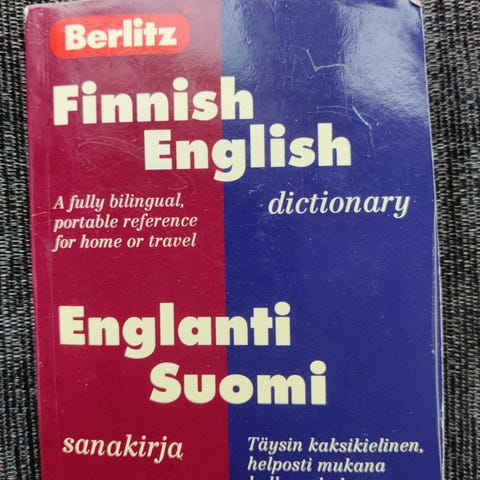 Berlitz
Finnish
English
A fully bilingual,
portable reference
for home or travel
dictionary
Englanti
Suomi
sanakirja
Täysin kaksikielinen,
helposti mukana